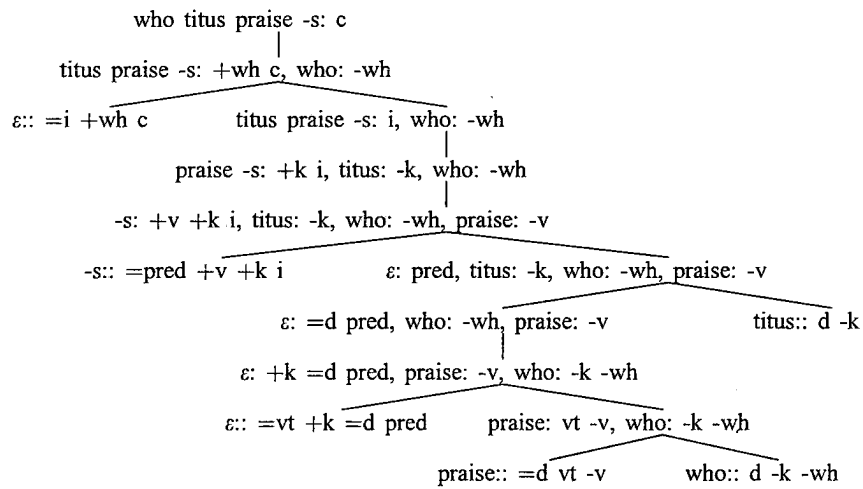 who titus praise -s: c
titus praise -s: +wh c, who: -wh
ε:: =i +wh c titus praise -s: i, who: -wh
praise -s: +k i, titus: -k, who: -wh
-s: +v +k i, titus: -k, who: -wh, praise: -v
-s:: =pred +v +k i ε: pred, titus: -k, who: -wh, praise: -v
ε: =d pred, who: -wh, praise: -v titus:: d -k
ε: +k =d pred, praise: -v, who: -k -wh
ε:: =vt +k =d pred praise: vt -v, who: -k -wh
praise:: =d vt -v who:: d -k -wh